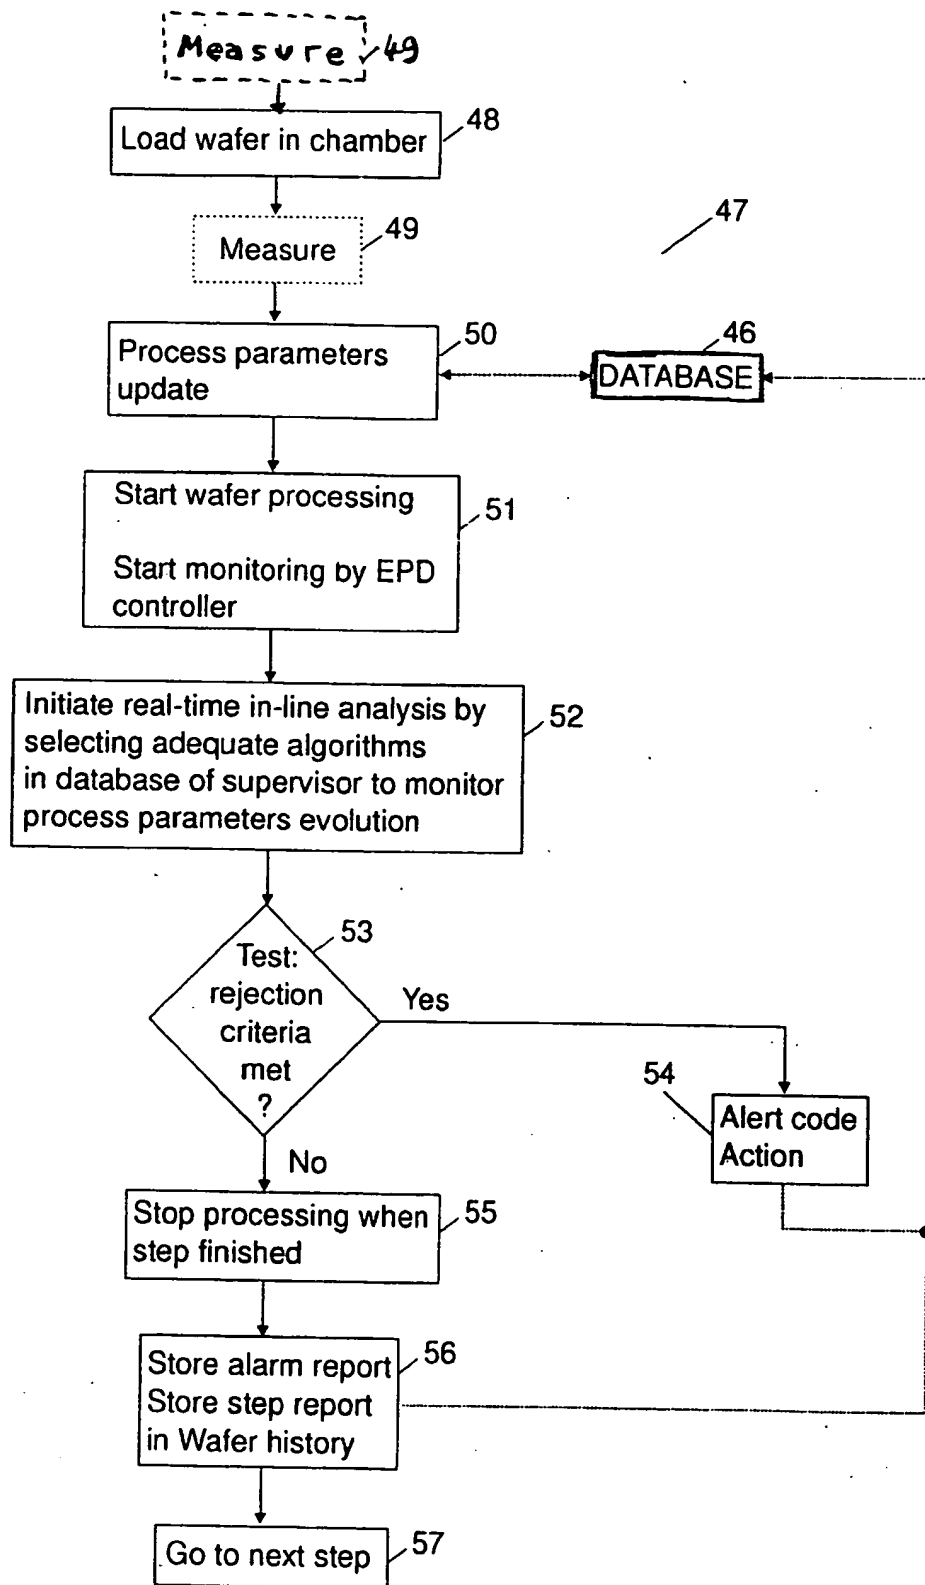 Measure 49
Load wafer in chamber 48
Measure 49
47
Process parameters
update
50
46
DATABASE
Start wafer processing
Start monitoring by EPD
controller
51
Initiate real-time in-line analysis by
selecting adequate algorithms
in database of supervisor to monitor
process parameters evolution
52
53
Test:
rejection
criteria
met
?
Yes
54
Alert code
Action
No
Stop processing when
step finished
55
Store alarm report
Store step report
in Wafer history
56
Go to next step 57